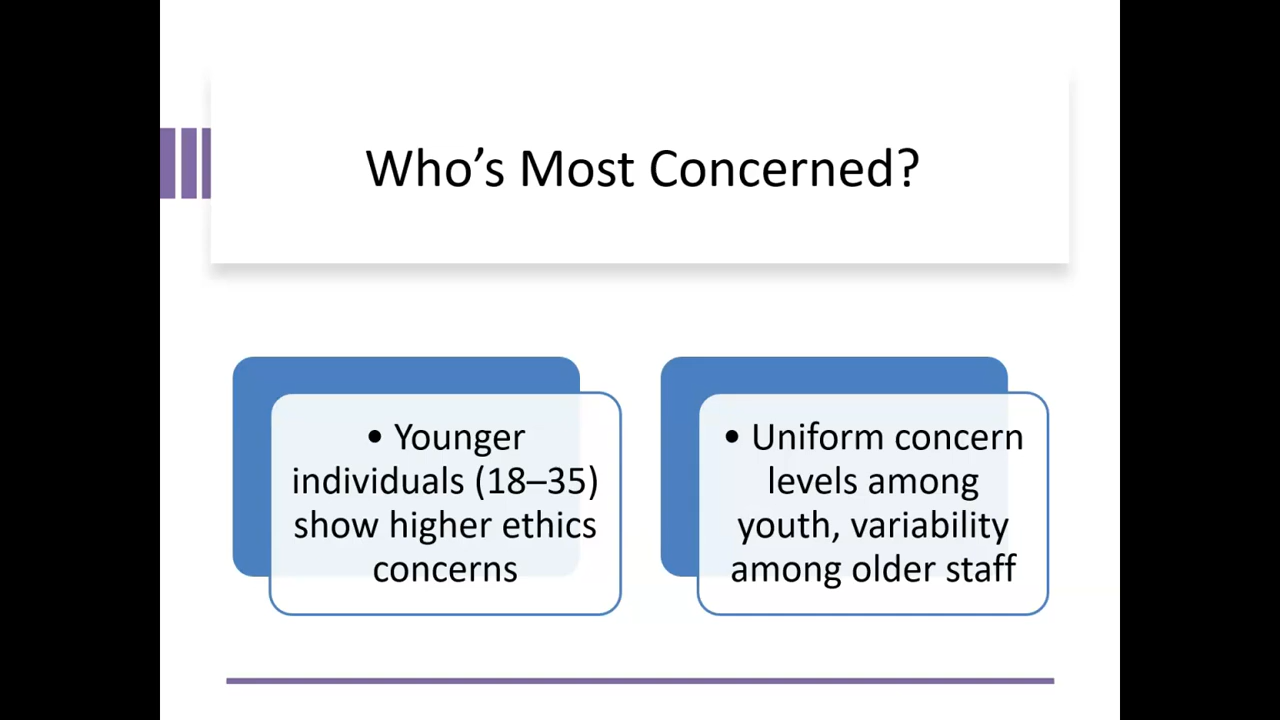 Who’s Most Concerned?
• Younger
individuals (18–35)
show higher ethics
concerns
• Uniform concern
levels among
youth, variability
among older staff